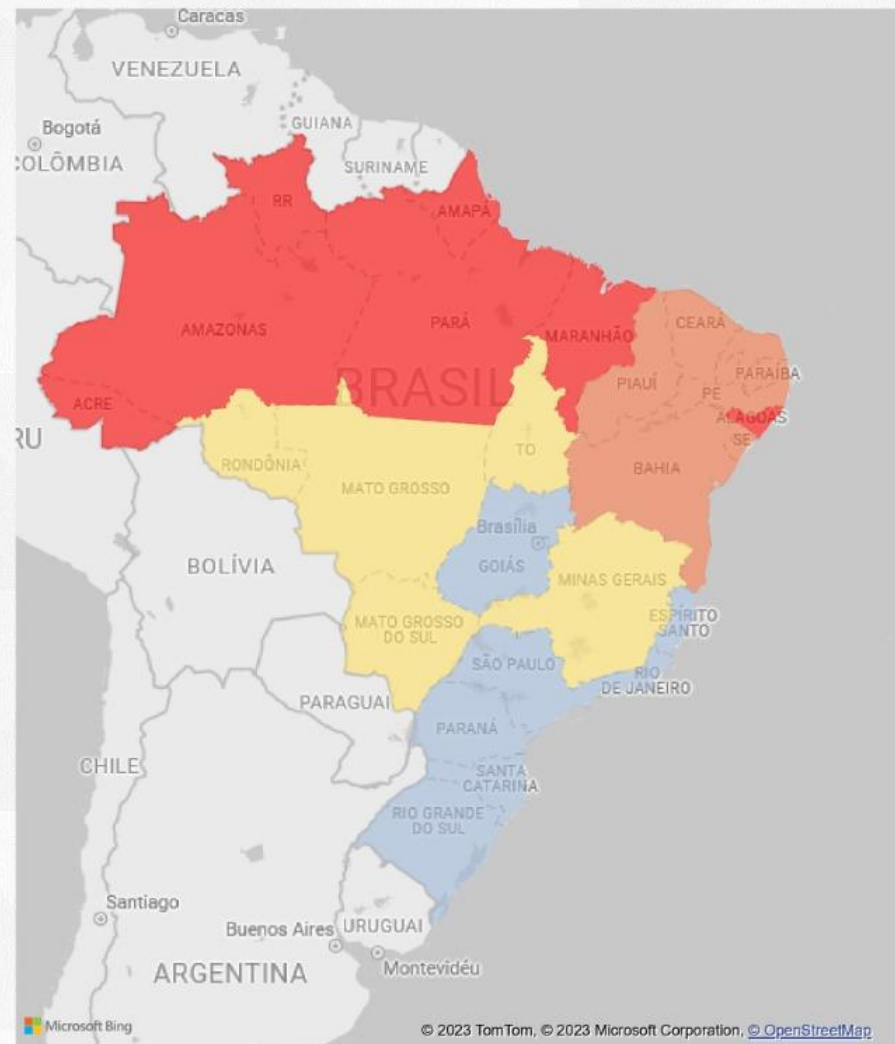 Caracas
VENEZUELA
GUIANA
Bogotá
COLÔMBIA
SURINAME
RR
AMAPÁ
AMAZONAS
PARÁ
MARANHÃO
CEARÁ
BRASIL
PIAUÍ
PARAÍBA
PE
ACRE
ALAGOAS
RU
SE
TO
RONDÔNIA
BAHIA
MATO GROSSO
Brasília
BOLÍVIA
GOIÁS
MINAS GERAIS
ESPÍRITO
SANTO
MATO GROSSO
DO SUL
SÃO PAULO
RIO
DE JANEIRO
PARAGUAI
PARANÁ
CHILE
SANTA
CATARINA
RIO GRANDE
DO SUL
Santiago
Buenos Aires
URUGUAI
Montevidéu
ARGENTINA
Microsoft Bing
© 2023 TomTom, © 2023 Microsoft Corporation, © OpenStreetMap